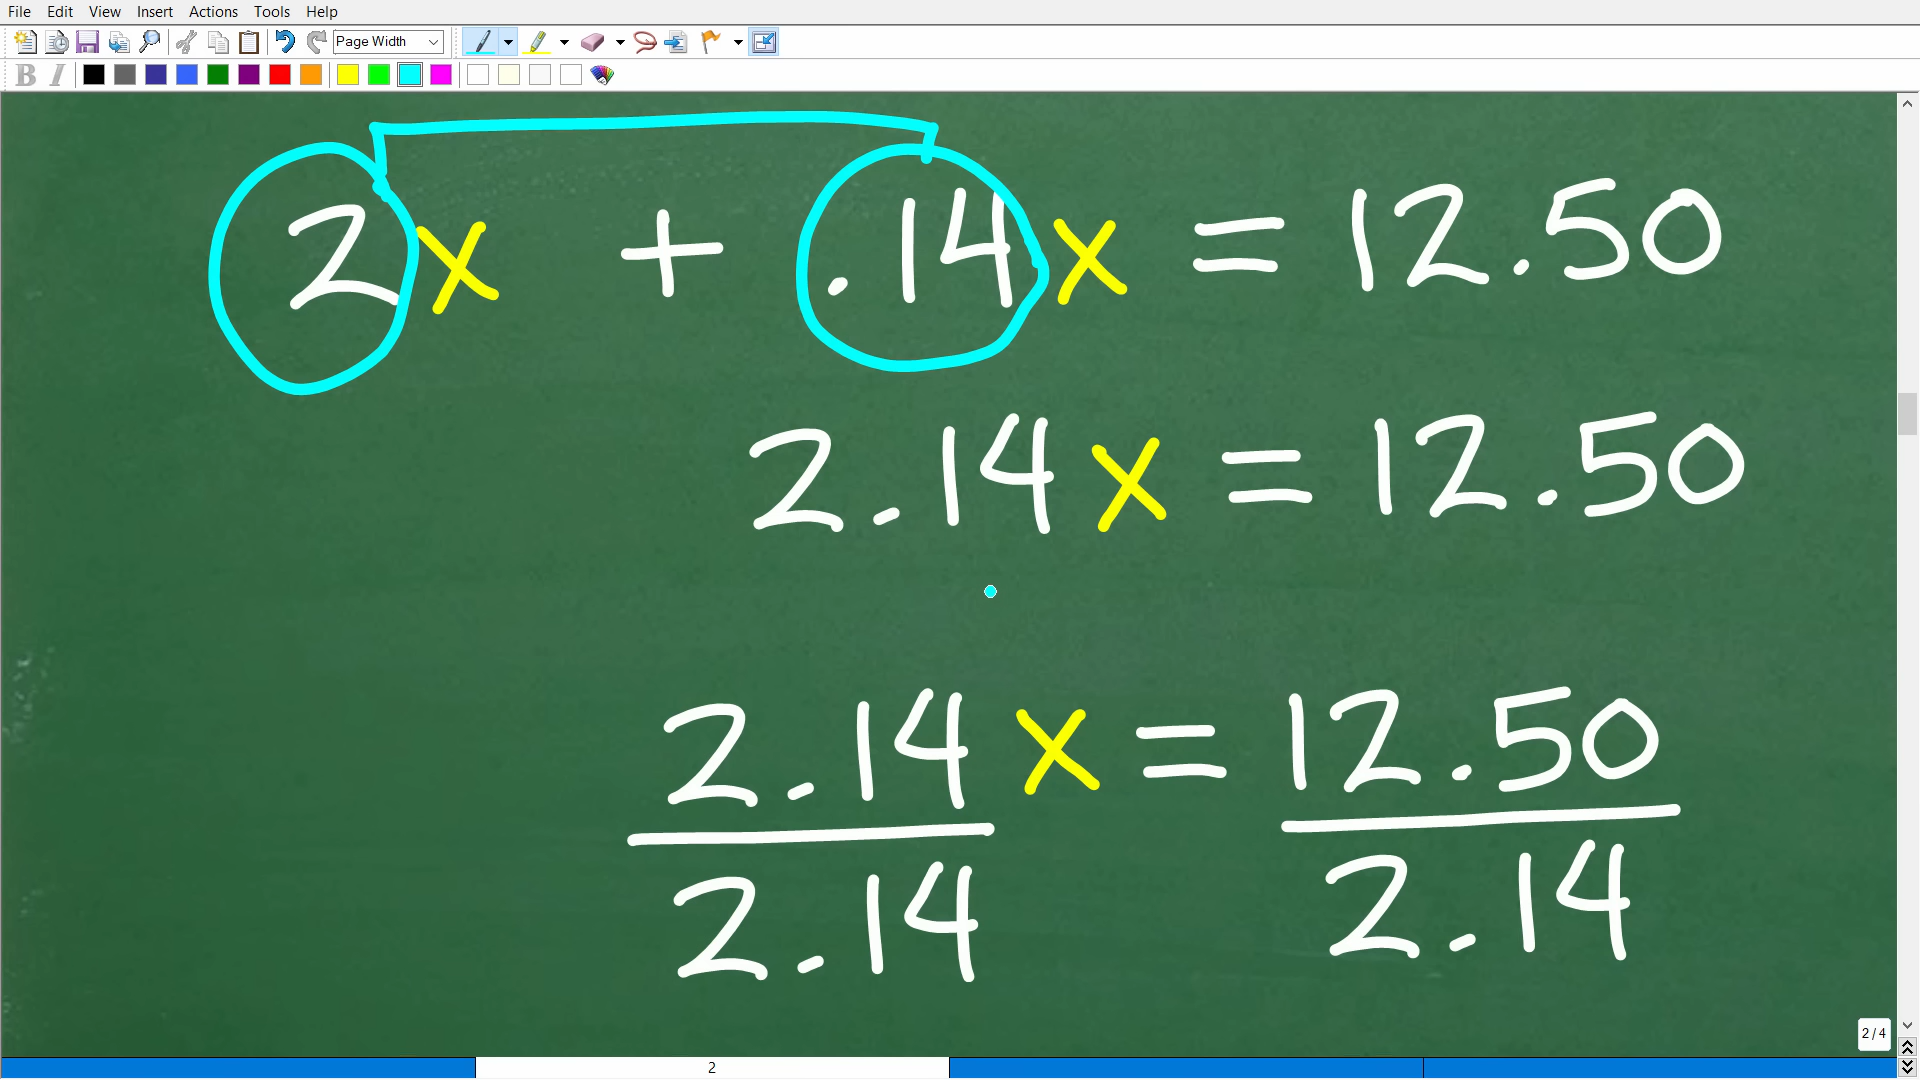 File Edit View Insert Actions Tools Help
Page Width
B I
2x + .14x = 12.50
2.14x = 12.50
2.14x = 12.50
2.14 2.14
2 / 4
2